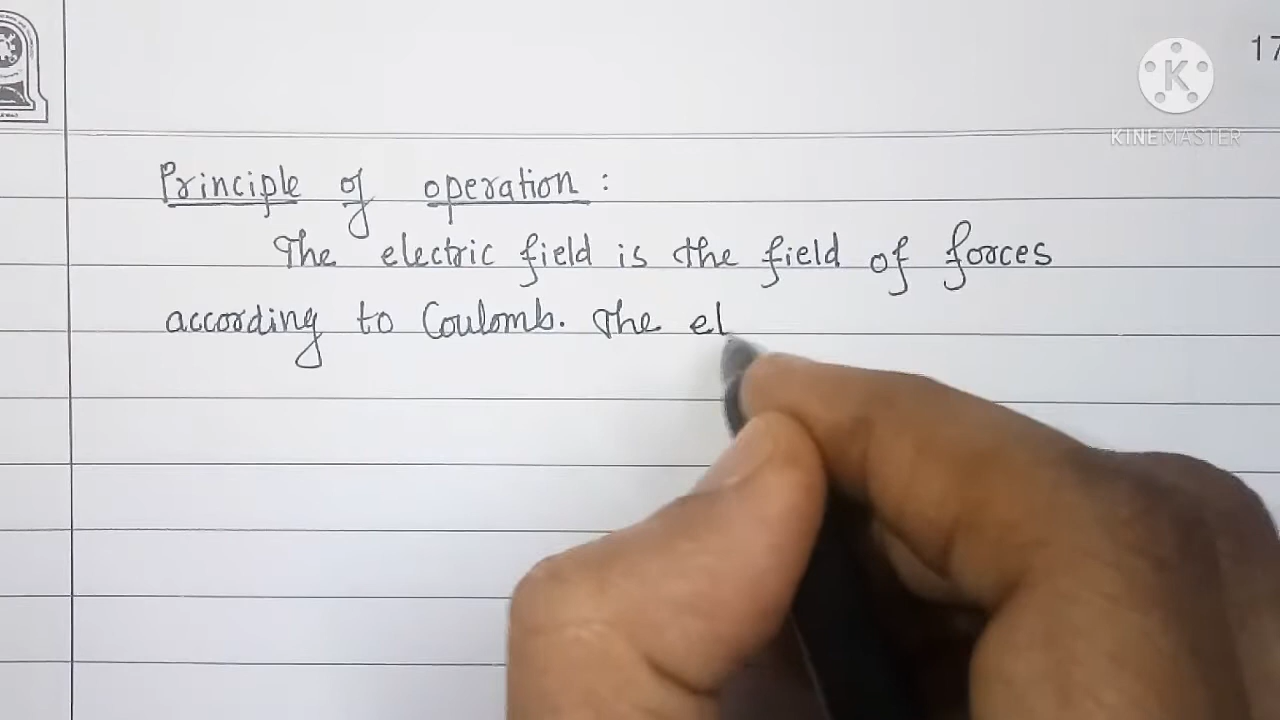 17
K
KINEMASTER
Principle of operation :
The electric field is the field of forces
according to Coulomb. The el